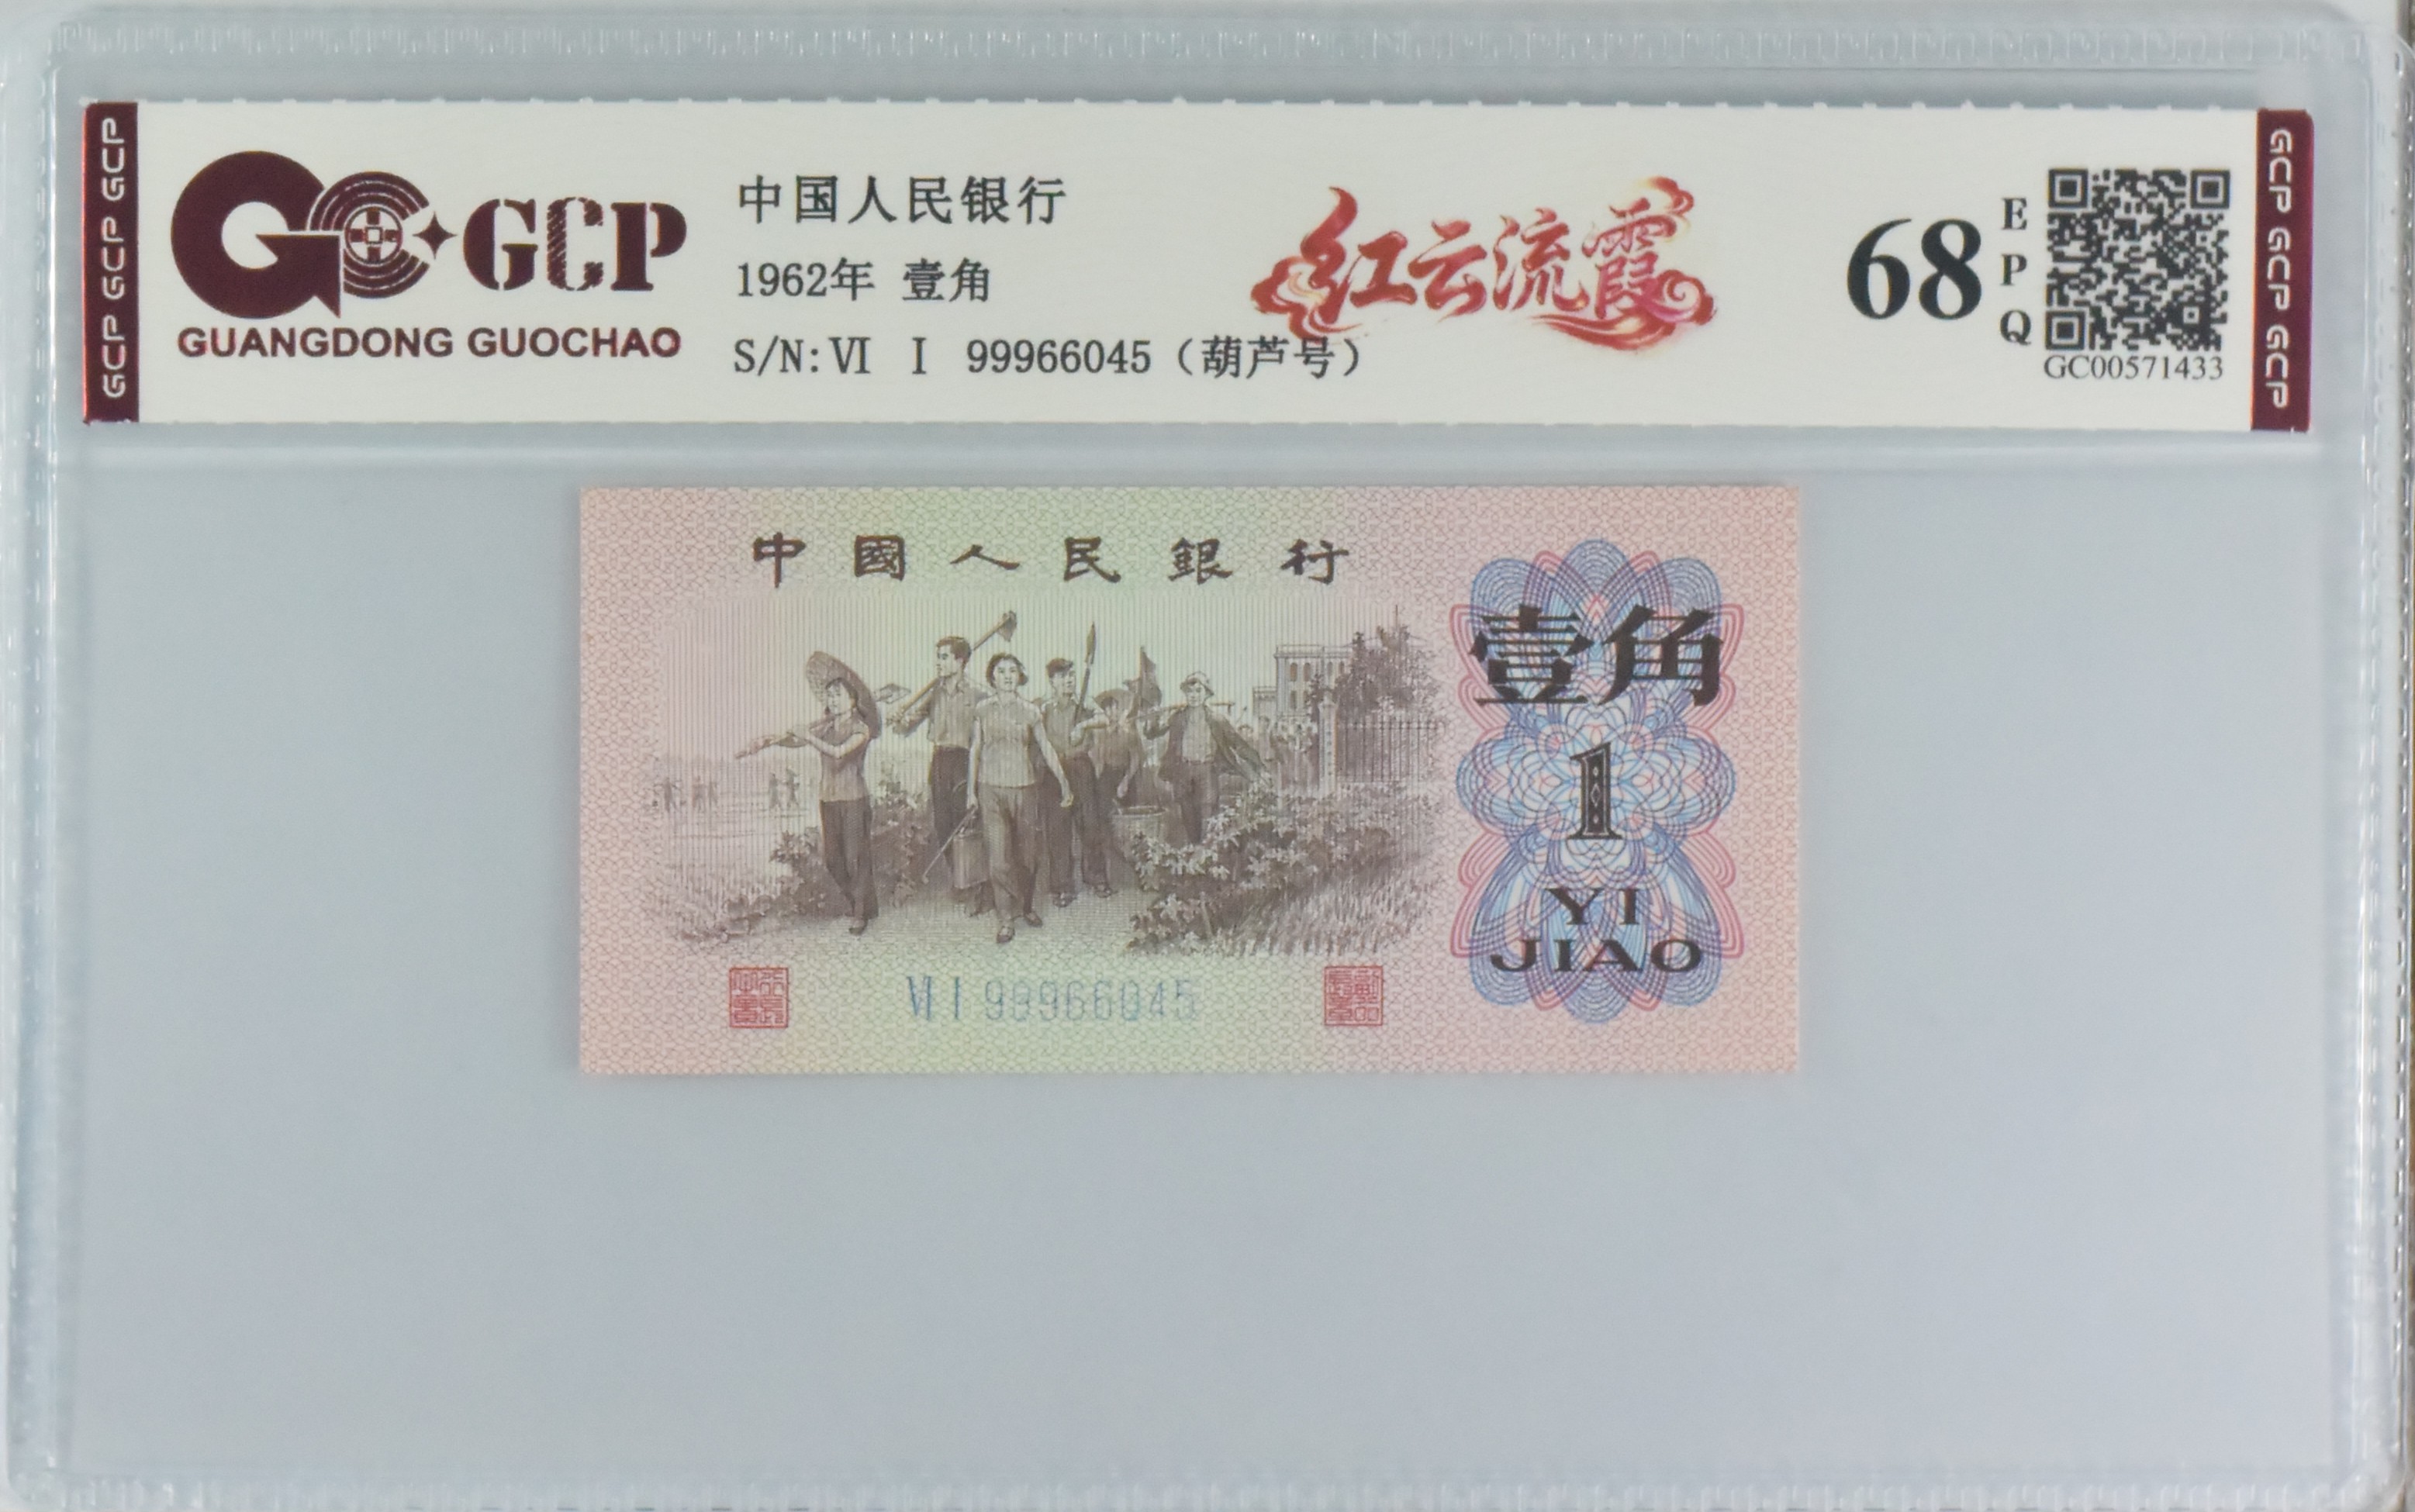 GCP GCP GCP
GCP
GUANGDONG GUOCHAO
中国人民银行
1962年 壹角
S/N: VI I 99966045（葫芦号）
红云流霞
68
EPQ
GC00571433
GCP GCP GCP
中國人民銀行
壹角
1
YI
JIAO
VI I 99966045